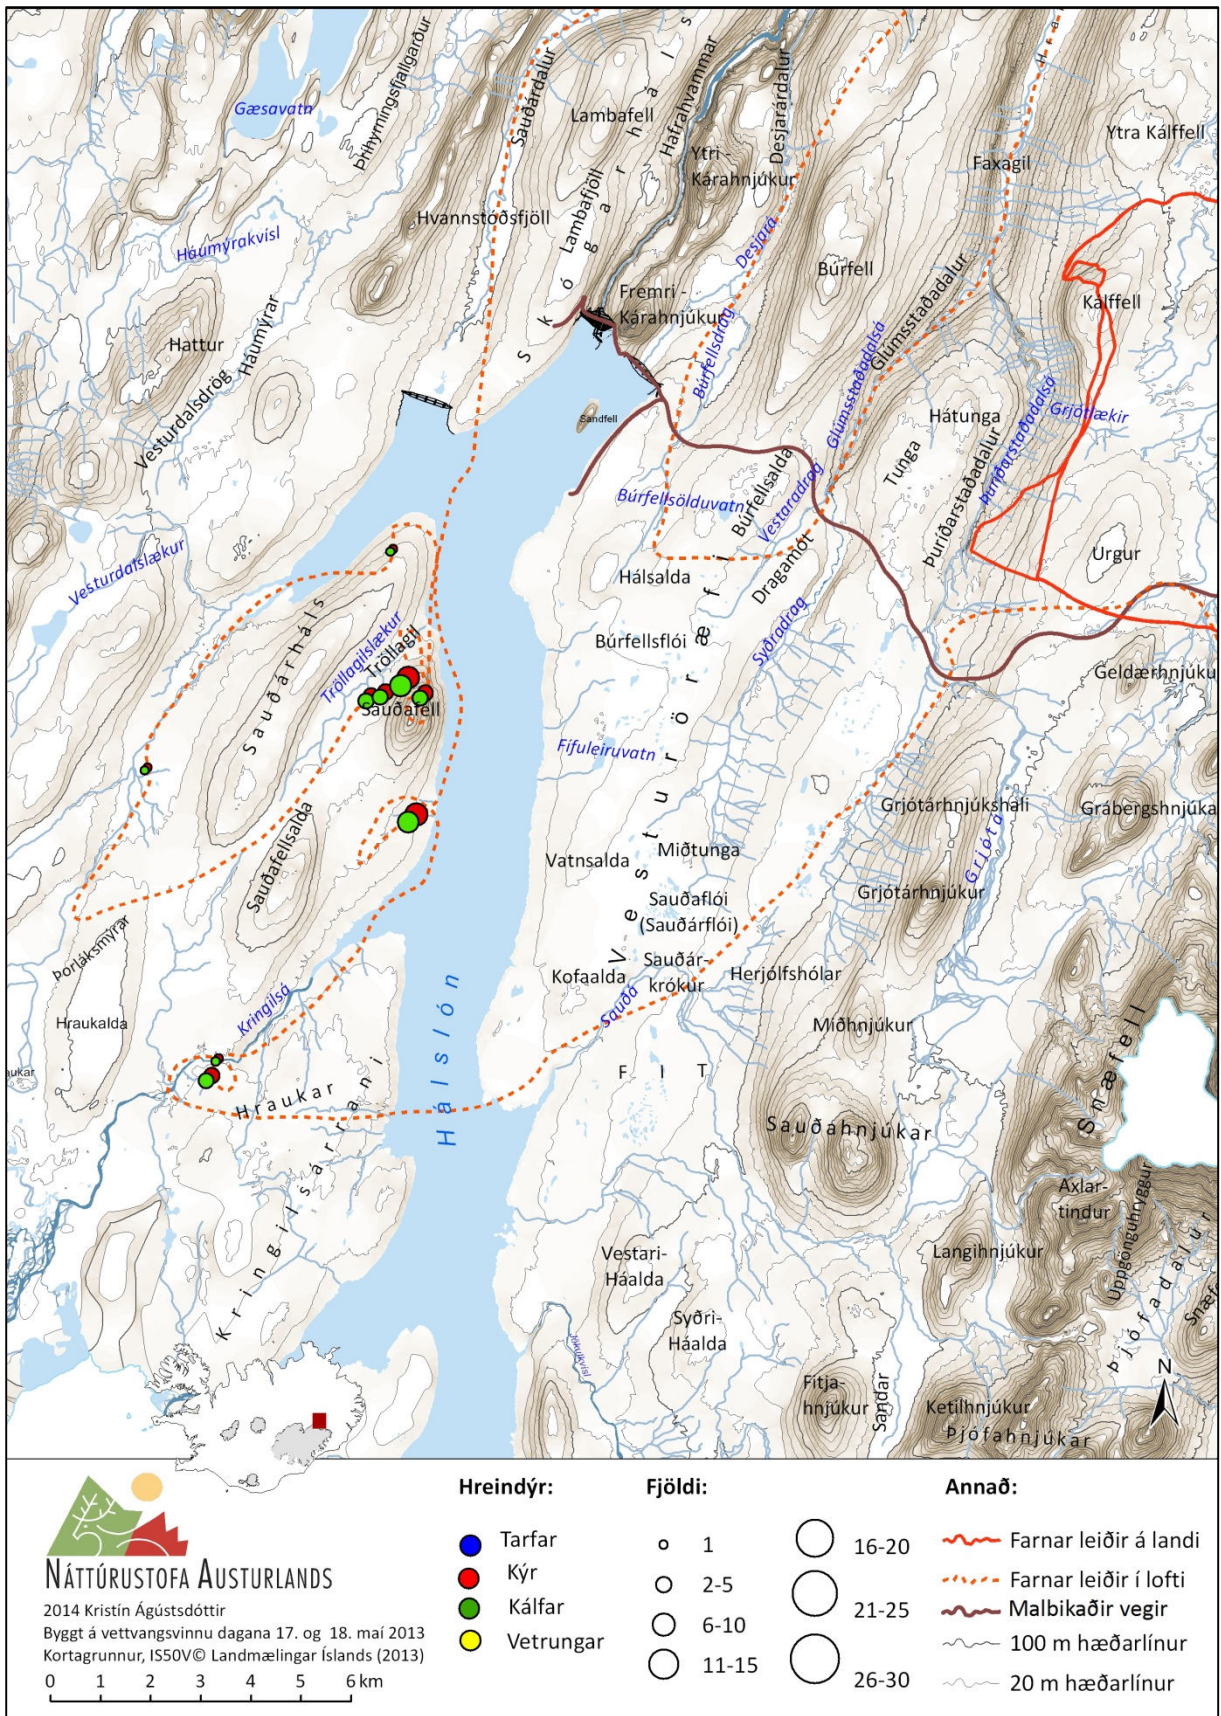 Gæsavatn
Þríhyrningsfjallgarður
Sauðárdalur
Lambafell
Hafrahvammar
Desjarárdalur
Ytri -
Kárahnjúkur
Faxagil
Ytra Kálffell
Hvannstóðsfjöll
Lambafjöll
Skógarháls
Háumýrakvísl
Háumýrar
Desjará
Búrfell
Fremri -
Kárahnjúkur
Kálffell
Hattur
Vesturdalsdrög
Búrfellsdrag
Glúmsstaðadalur
Glúmsstaðadalsá
Sandfell
Hátunga
Grjótlækir
Þuríðarstaðadalsá
Þuríðarstaðadalur
Tunga
Búrfellsalda
Vestaradrag
Búrfellsölduvatn
Vesturdalslækur
Dragamót
Urgur
Hálsalda
Sauðárháls
Tröllagilslækur
Tröllagil
Búrfellsflói
Syðradrag
Geldærhnjúku
Sauðafell
Fífuleiruvatn
Vesturöræfi
Grjótárhnjúksháli
Grjótá
Grábergshnjúka
Sauðafellsalda
Vatnsalda
Miðtunga
Grjótárhnjúkur
Sauðaflói
(Sauðárflói)
Þorláksmýrar
Kofaalda
Sauðár-
krókur
Herjólfshólar
Sauðá
Kringilsá
Hraukalda
Miðhnjúkur
Snæfell
aukar
Hálslón
FIT
Hraukar
Kringilsárrani
Sauðahnjúkar
Axlar-
tindur
Uppgönguhryggur
Vestari-
Háalda
Langihnjúkur
Þjófadalur
Snæfe
Syðri-
Háalda
Jökulkvísl
Fitja-
hnjúkur
Sandar
Ketilhnjúkur
Þjófahnjúkar
N
NÁTTÚRUSTOFA AUSTURLANDS
2014 Kristín Ágústsdóttir
Byggt á vettvangsvinnu dagana 17. og 18. maí 2013
Kortagrunnur, IS50V© Landmælingar Íslands (2013)
0 1 2 3 4 5 6 km
Hreindýr:
Tarfar
Kýr
Kálfar
Vetrungar
Fjöldi:
1
2-5
6-10
11-15
16-20
21-25
26-30
Annað:
Farnar leiðir á landi
Farnar leiðir í lofti
Malbikaðir vegir
100 m hæðarlínur
20 m hæðarlínur